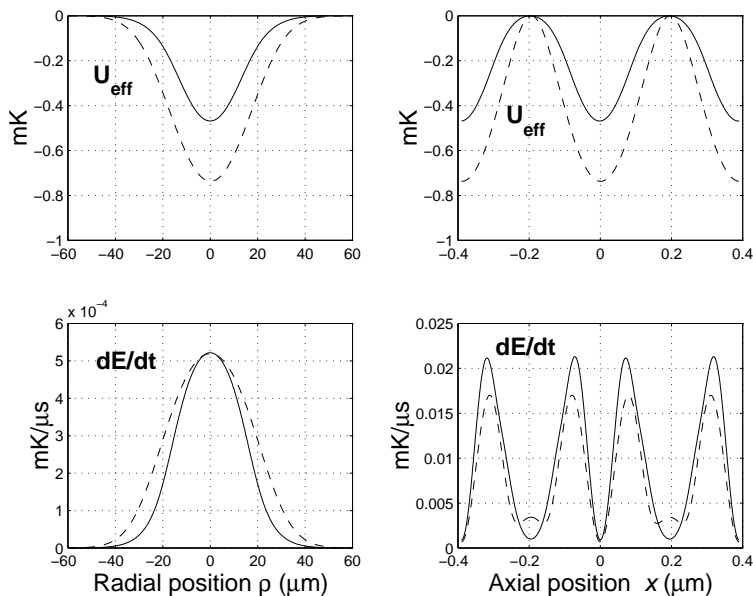 0
−0.2
−0.4
−0.6
−0.8
−1
mK
U_eff
−60 −40 −20 0 20 40 60
0
−0.2
−0.4
−0.6
−0.8
−1
mK
U_eff
−0.4 −0.2 0 0.2 0.4
x 10^−4
6
5
4
3
2
1
0
mK/μs
dE/dt
−60 −40 −20 0 20 40 60
Radial position ρ (μm)
0.025
0.02
0.015
0.01
0.005
0
mK/μs
dE/dt
−0.4 −0.2 0 0.2 0.4
Axial position x (μm)